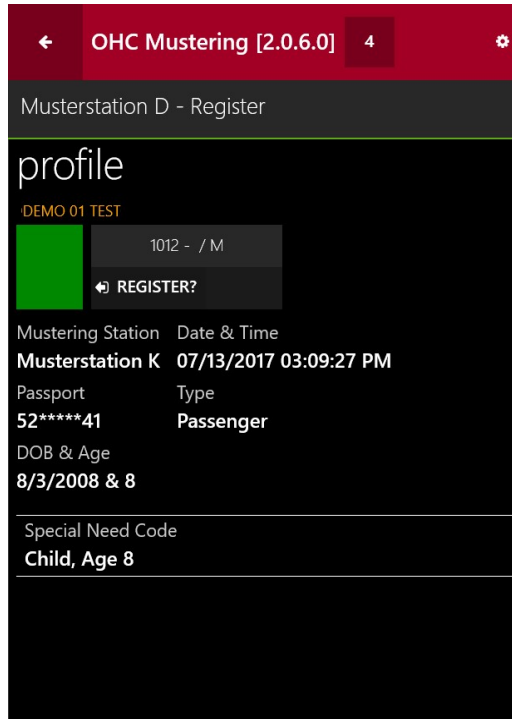 OHC Mustering [2.0.6.0] 4
Musterstation D - Register
profile
DEMO 01 TEST
1012 - / M
REGISTER?
Mustering Station Date & Time
Musterstation K 07/13/2017 03:09:27 PM
Passport Type
52*****41 Passenger
DOB & Age
8/3/2008 & 8
Special Need Code
Child, Age 8